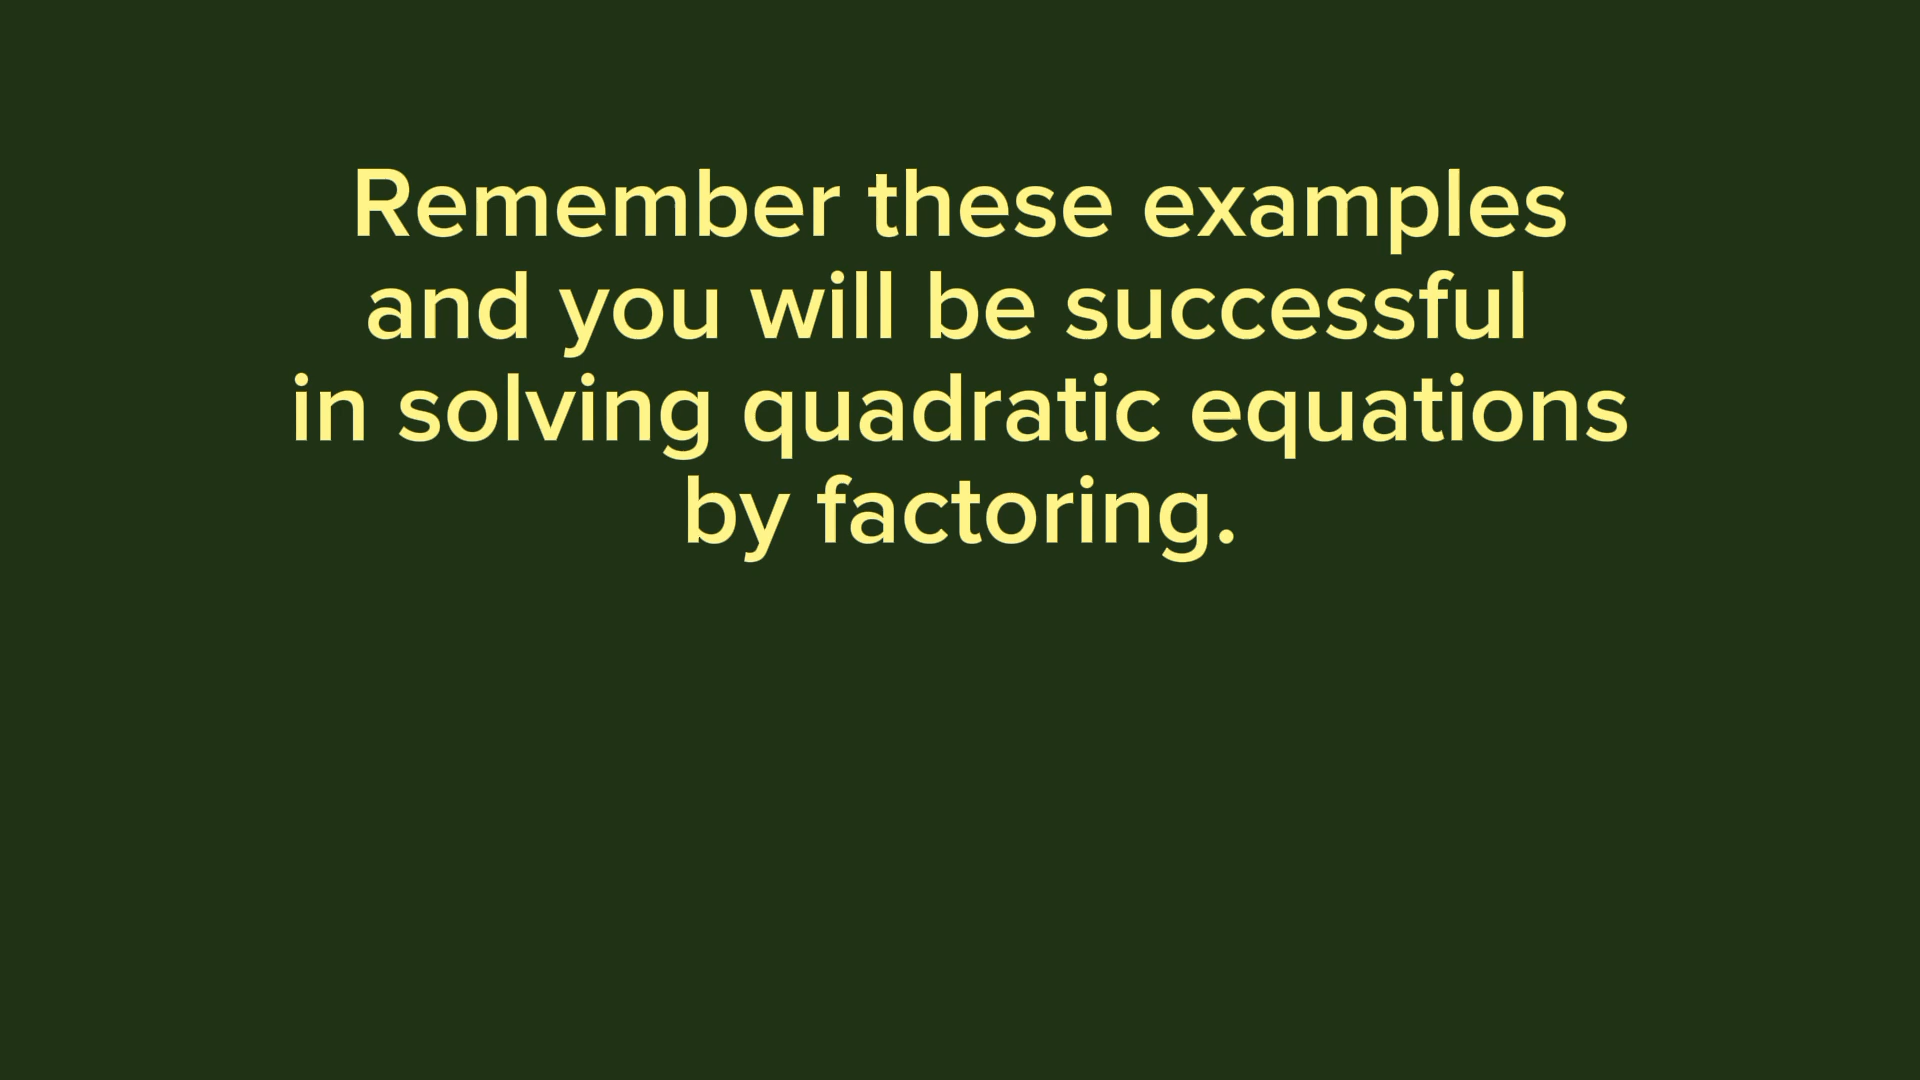 Remember these examples
and you will be successful
in solving quadratic equations
by factoring.